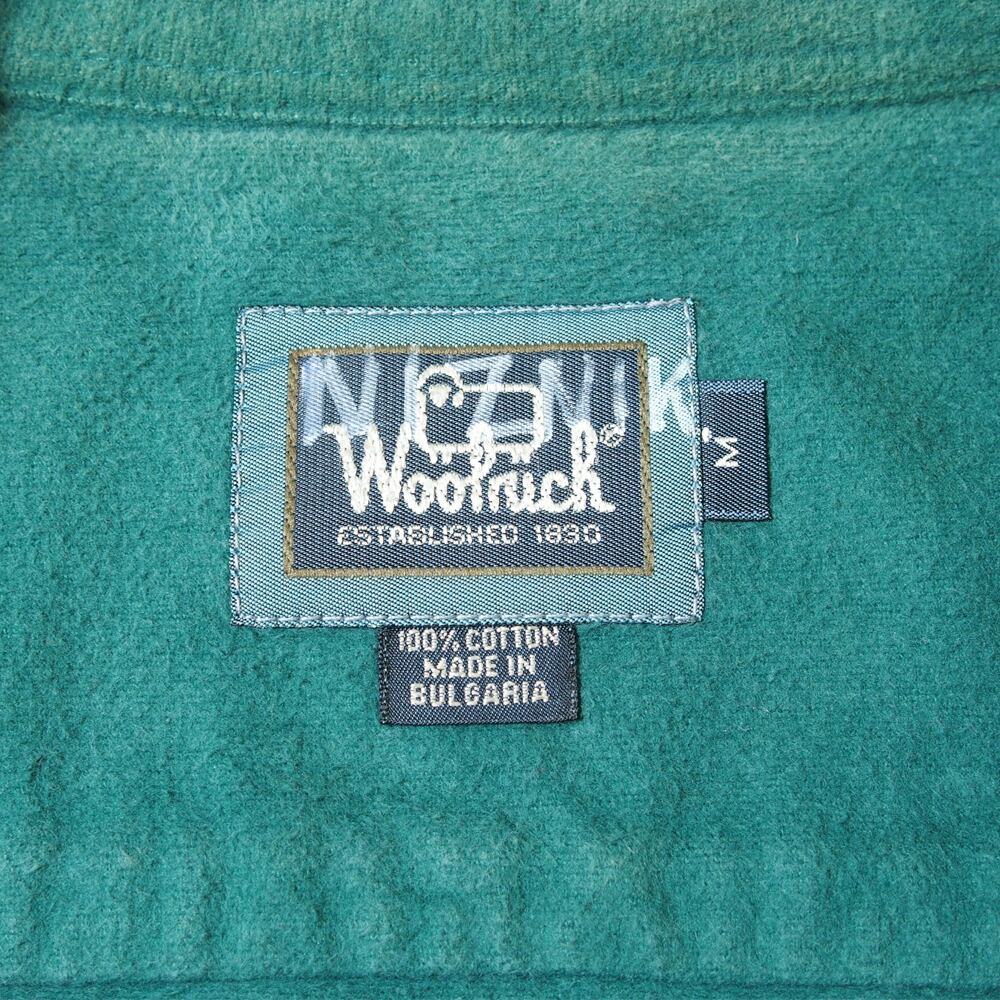 NIZNIK
Woolrich®
ESTABLISHED 1830
M
100% COTTON
MADE IN
BULGARIA